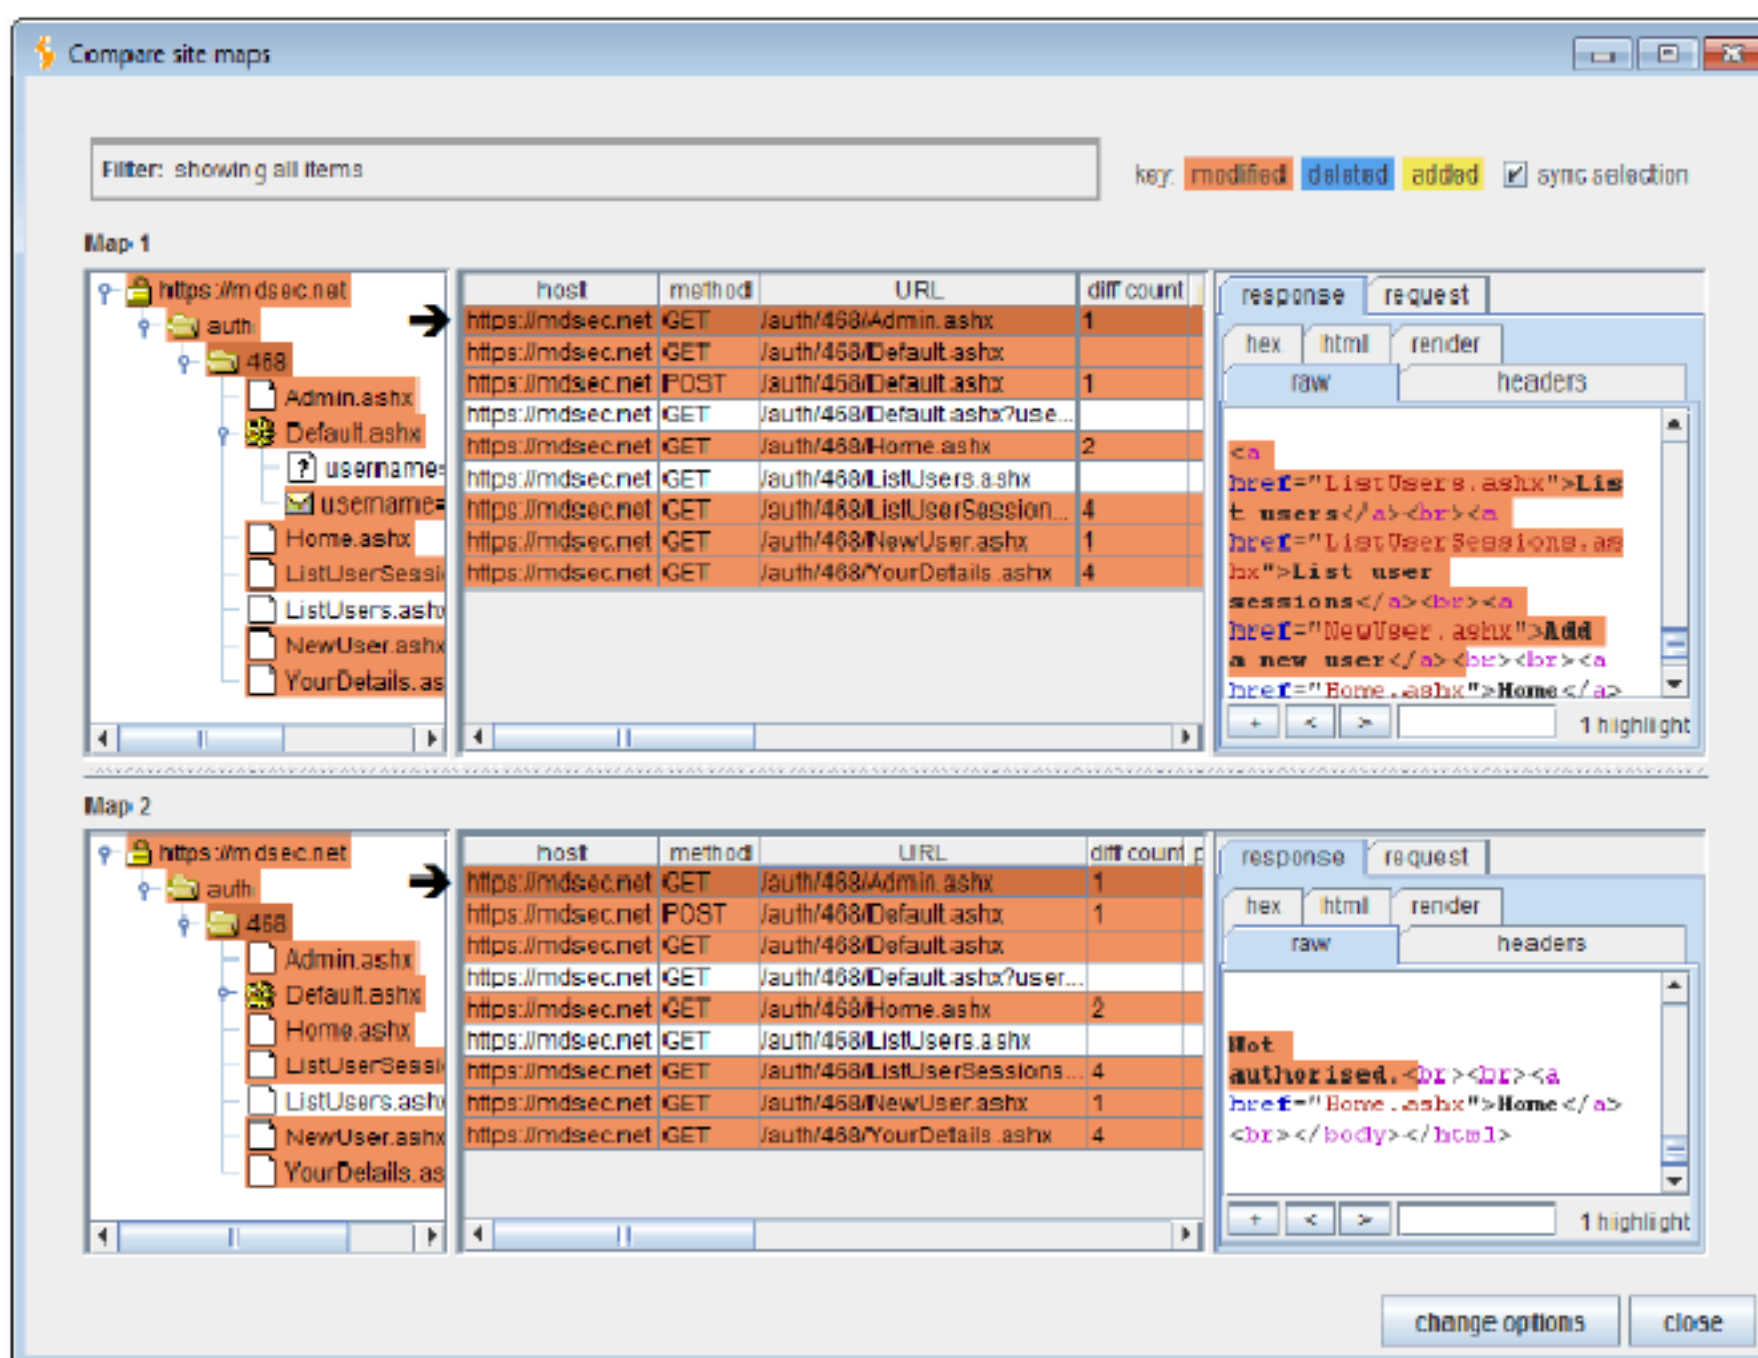 Compare site maps
Filter: showing all items
key: modified deleted added sync selection
Map 1
https://mdsec.net
auth
468
Admin.ashx
Default.ashx
username=
username=
Home.ashx
ListUserSessi
ListUsers.ash
NewUser.ashx
YourDetails.as
host method URL diff count
https://mdsec.net GET /auth/468/Admin.ashx 1
https://mdsec.net GET /auth/468/Default.ashx
https://mdsec.net POST /auth/468/Default.ashx 1
https://mdsec.net GET /auth/468/Default.ashx?use...
https://mdsec.net GET /auth/468/Home.ashx 2
https://mdsec.net GET /auth/468/ListUsers.ashx
https://mdsec.net GET /auth/468/ListUserSession... 4
https://mdsec.net GET /auth/468/NewUser.ashx 1
https://mdsec.net GET /auth/468/YourDetails.ashx 4
response request
hex html render
raw headers
<a
href="ListUsers.ashx">Lis
t users</a><br><a
href="ListUserSessions.as
hx">List user
sessions</a><br><a
href="NewUser.ashx">Add
a new user</a><br><br><a
href="Home.ashx">Home</a>
+ < > 1 highlight
Map 2
https://mdsec.net
auth
468
Admin.ashx
Default.ashx
Home.ashx
ListUserSessi
ListUsers.ash
NewUser.ashx
YourDetails.as
host method URL diff count p
https://mdsec.net GET /auth/468/Admin.ashx 1
https://mdsec.net POST /auth/468/Default.ashx 1
https://mdsec.net GET /auth/468/Default.ashx
https://mdsec.net GET /auth/468/Default.ashx?user...
https://mdsec.net GET /auth/468/Home.ashx 2
https://mdsec.net GET /auth/468/ListUsers.ashx
https://mdsec.net GET /auth/468/ListUserSessions... 4
https://mdsec.net GET /auth/468/NewUser.ashx 1
https://mdsec.net GET /auth/468/YourDetails.ashx 4
response request
hex html render
raw headers
Not
authorised.<br><br><a
href="Home.ashx">Home</a>
<br></body></html>
+ < > 1 highlight
change options close